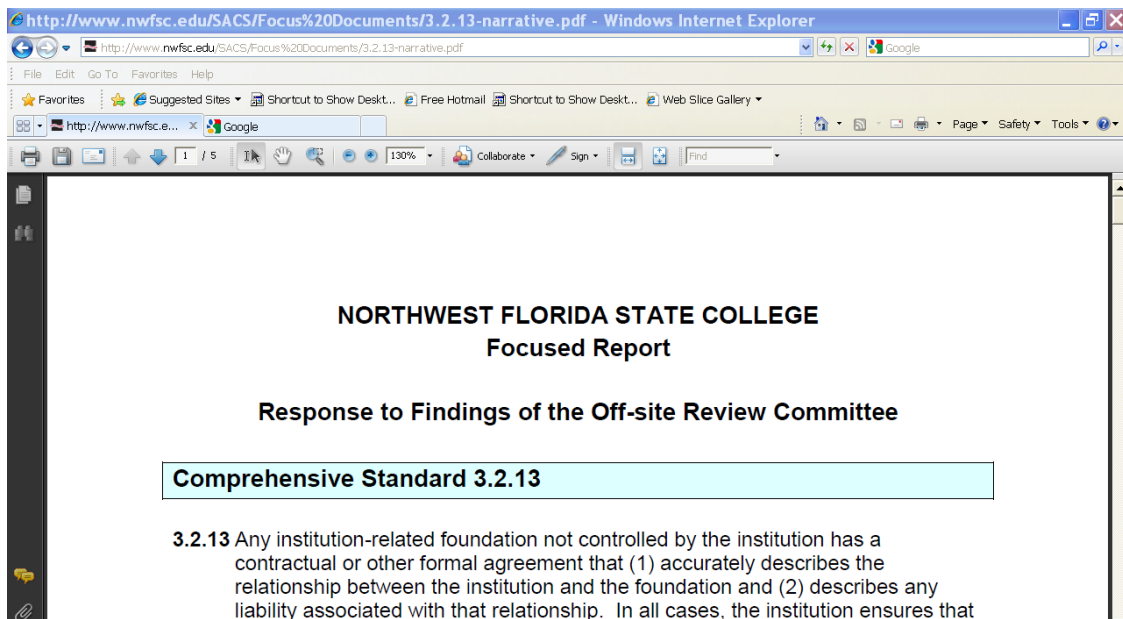 http://www.nwfsc.edu/SACS/Focus%20Documents/3.2.13-narrative.pdf - Windows Internet Explorer
http://www.nwfsc.edu/SACS/Focus%20Documents/3.2.13-narrative.pdf Google
File Edit Go To Favorites Help
Favorites Suggested Sites Shortcut to Show Deskt... Free Hotmail Shortcut to Show Deskt... Web Slice Gallery
http://www.nwfsc.e... X Google Page Safety Tools
1 / 5 130% Collaborate Sign Find
NORTHWEST FLORIDA STATE COLLEGE
Focused Report
Response to Findings of the Off-site Review Committee
Comprehensive Standard 3.2.13
3.2.13 Any institution-related foundation not controlled by the institution has a
contractual or other formal agreement that (1) accurately describes the
relationship between the institution and the foundation and (2) describes any
liability associated with that relationship. In all cases, the institution ensures that